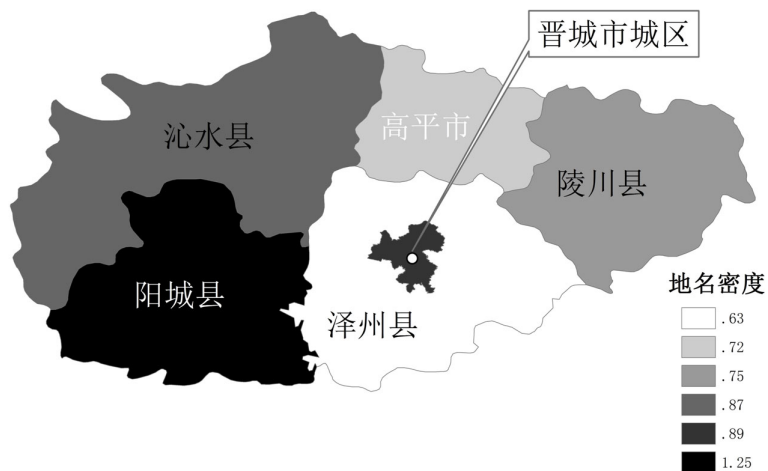 晋城市城区
沁水县
高平市
陵川县
阳城县
泽州县
地名密度
.63
.72
.75
.87
.89
1.25